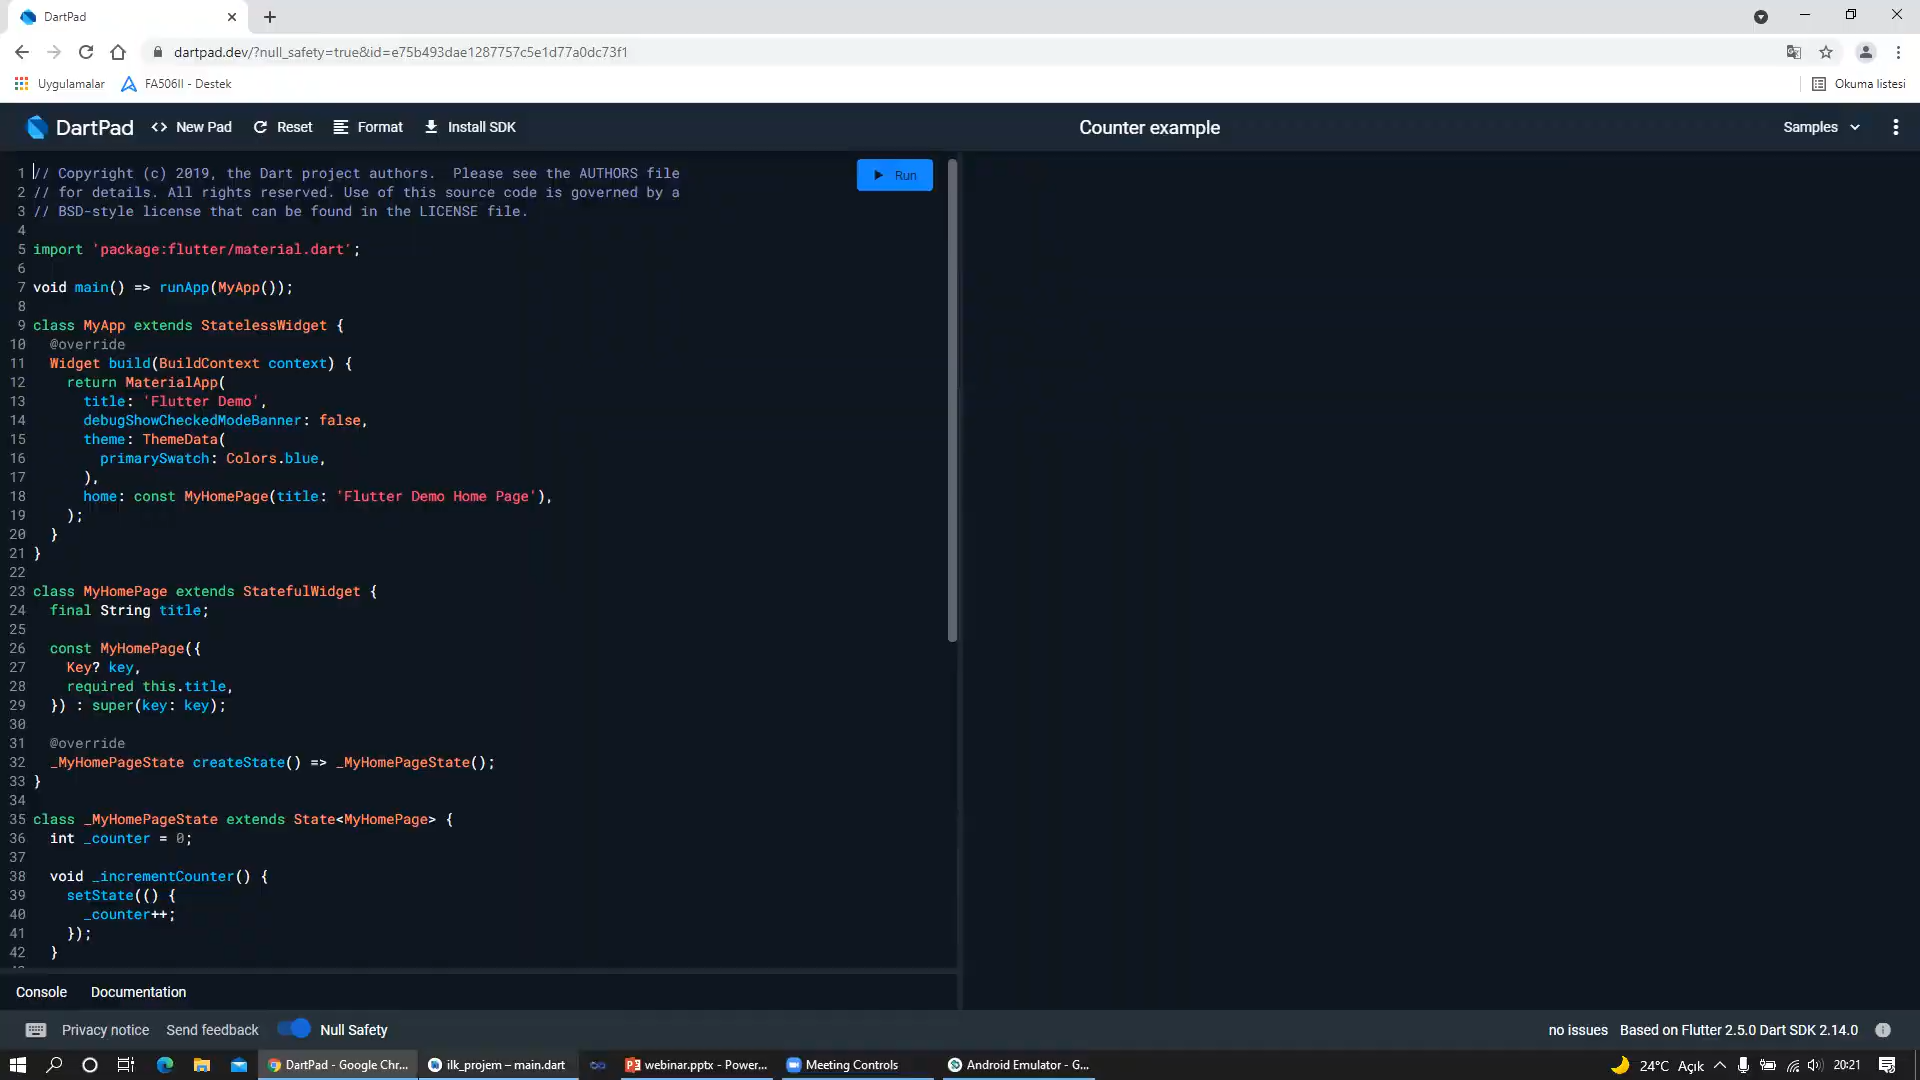 DartPad
dartpad.dev/?null_safety=true&id=e75b493dae1287757c5e1d77a0dc73f1
Uygulamalar
FA506II - Destek
Okuma listesi
DartPad
<> New Pad
Reset
Format
Install SDK
Counter example
Samples
Run
1 // Copyright (c) 2019, the Dart project authors.  Please see the AUTHORS file
2 // for details. All rights reserved. Use of this source code is governed by a
3 // BSD-style license that can be found in the LICENSE file.
4
5 import 'package:flutter/material.dart';
6
7 void main() => runApp(MyApp());
8
9 class MyApp extends StatelessWidget {
10   @override
11   Widget build(BuildContext context) {
12     return MaterialApp(
13       title: 'Flutter Demo',
14       debugShowCheckedModeBanner: false,
15       theme: ThemeData(
16         primarySwatch: Colors.blue,
17       ),
18       home: const MyHomePage(title: 'Flutter Demo Home Page'),
19     );
20   }
21 }
22
23 class MyHomePage extends StatefulWidget {
24   final String title;
25
26   const MyHomePage({
27     Key? key,
28     required this.title,
29   }) : super(key: key);
30
31   @override
32   _MyHomePageState createState() => _MyHomePageState();
33 }
34
35 class _MyHomePageState extends State<MyHomePage> {
36   int _counter = 0;
37
38   void _incrementCounter() {
39     setState(() {
40       _counter++;
41     });
42   }
Console
Documentation
Privacy notice
Send feedback
Null Safety
no issues
Based on Flutter 2.5.0 Dart SDK 2.14.0
DartPad - Google Chr...
ilk_projem – main.dart
webinar.pptx - Power...
Meeting Controls
Android Emulator - G...
24°C Açık
20:21